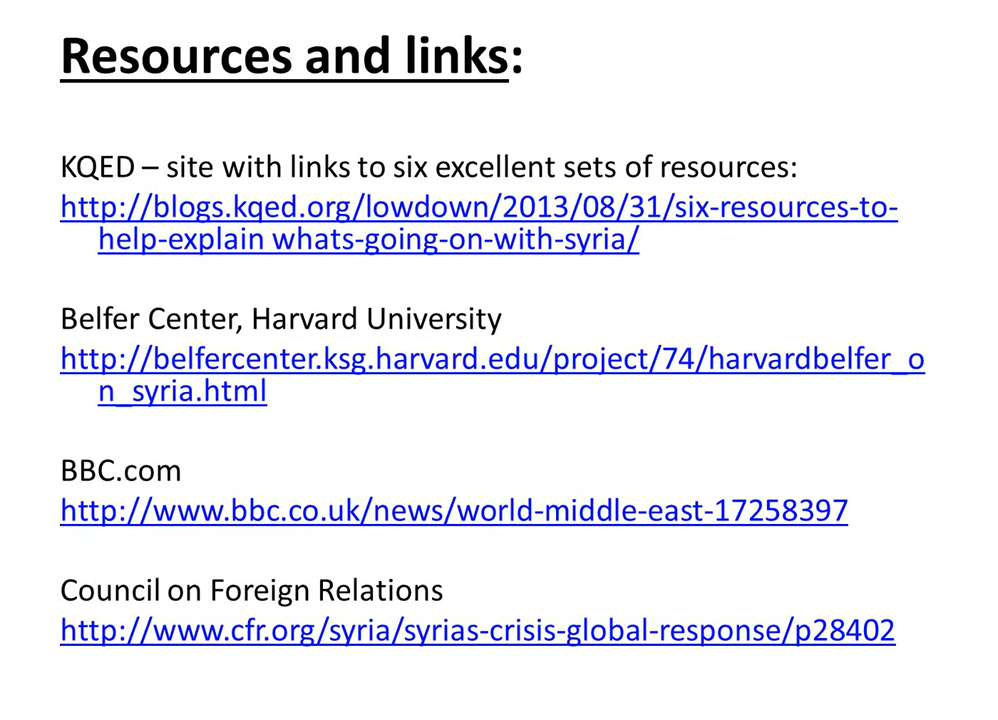 Resources and links:
KQED – site with links to six excellent sets of resources:
http://blogs.kqed.org/lowdown/2013/08/31/six-resources-to-
help-explain whats-going-on-with-syria/
Belfer Center, Harvard University
http://belfercenter.ksg.harvard.edu/project/74/harvardbelfer_o
n_syria.html
BBC.com
http://www.bbc.co.uk/news/world-middle-east-17258397
Council on Foreign Relations
http://www.cfr.org/syria/syrias-crisis-global-response/p28402